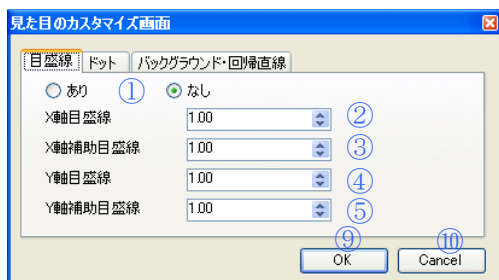 見た目のカスタマイズ画面
目盛線 ドット バックグラウンド・回帰直線
あり ① なし
X軸目盛線 1.00 ②
X軸補助目盛線 1.00 ③
Y軸目盛線 1.00 ④
Y軸補助目盛線 1.00 ⑤
⑨ ⑩
OK Cancel